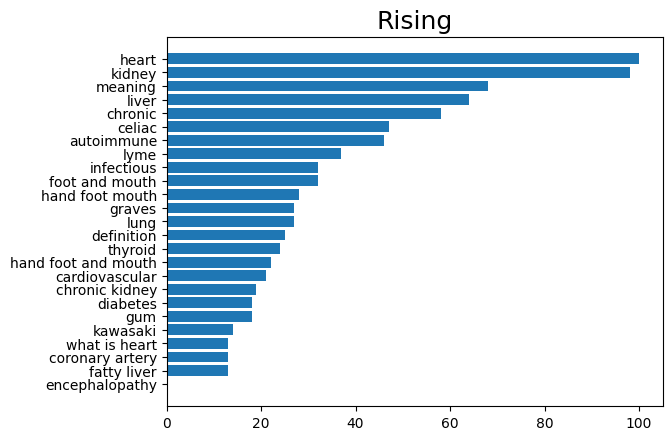 Rising
heart
kidney
meaning
liver
chronic
celiac
autoimmune
lyme
infectious
foot and mouth
hand foot mouth
graves
lung
definition
thyroid
hand foot and mouth
cardiovascular
chronic kidney
diabetes
gum
kawasaki
what is heart
coronary artery
fatty liver
encephalopathy
0 20 40 60 80 100